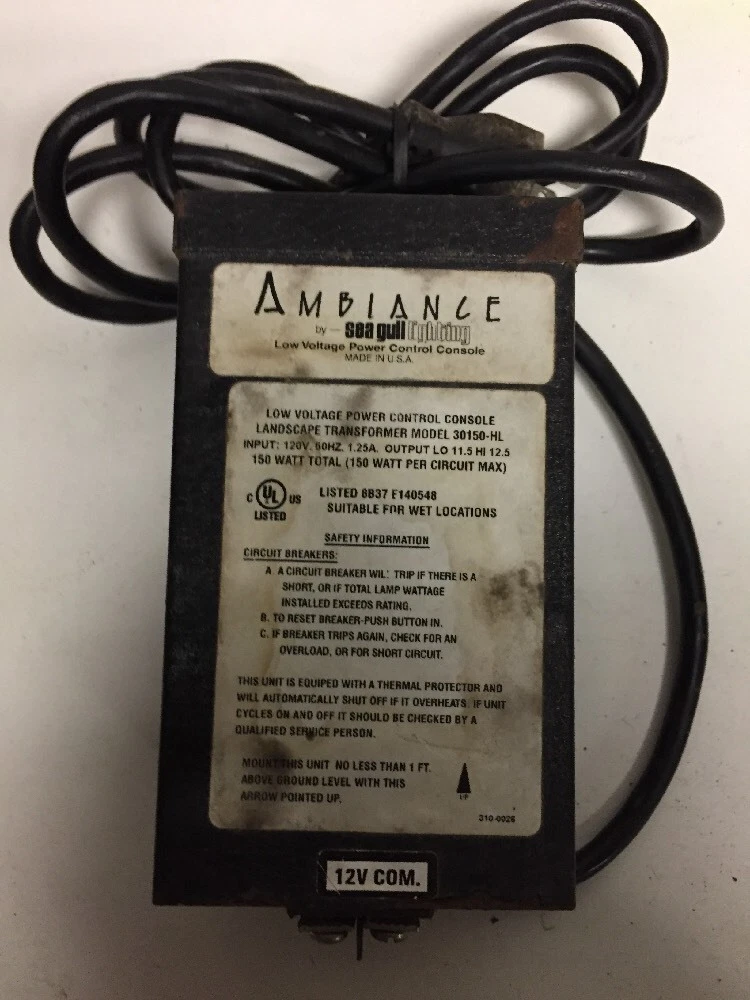 AMBIANCE
by — sea gull lighting
Low Voltage Power Control Console
MADE IN U.S.A.
LOW VOLTAGE POWER CONTROL CONSOLE
LANDSCAPE TRANSFORMER MODEL 30150-HL
INPUT: 120V. 60HZ. 1.25A. OUTPUT LO 11.5 HI 12.5
150 WATT TOTAL (150 WATT PER CIRCUIT MAX)
C UL US LISTED 8B37 E140548
LISTED SUITABLE FOR WET LOCATIONS
SAFETY INFORMATION
CIRCUIT BREAKERS:
A. A CIRCUIT BREAKER WILL TRIP IF THERE IS A
SHORT, OR IF TOTAL LAMP WATTAGE
INSTALLED EXCEEDS RATING.
B. TO RESET BREAKER-PUSH BUTTON IN.
C. IF BREAKER TRIPS AGAIN, CHECK FOR AN
OVERLOAD, OR FOR SHORT CIRCUIT.
THIS UNIT IS EQUIPED WITH A THERMAL PROTECTOR AND
WILL AUTOMATICALLY SHUT OFF IF IT OVERHEATS. IF UNIT
CYCLES ON AND OFF IT SHOULD BE CHECKED BY A
QUALIFIED SERVICE PERSON.
MOUNT THIS UNIT NO LESS THAN 1 FT.
ABOVE GROUND LEVEL WITH THIS
ARROW POINTED UP.
UP
310-0026
12V COM.